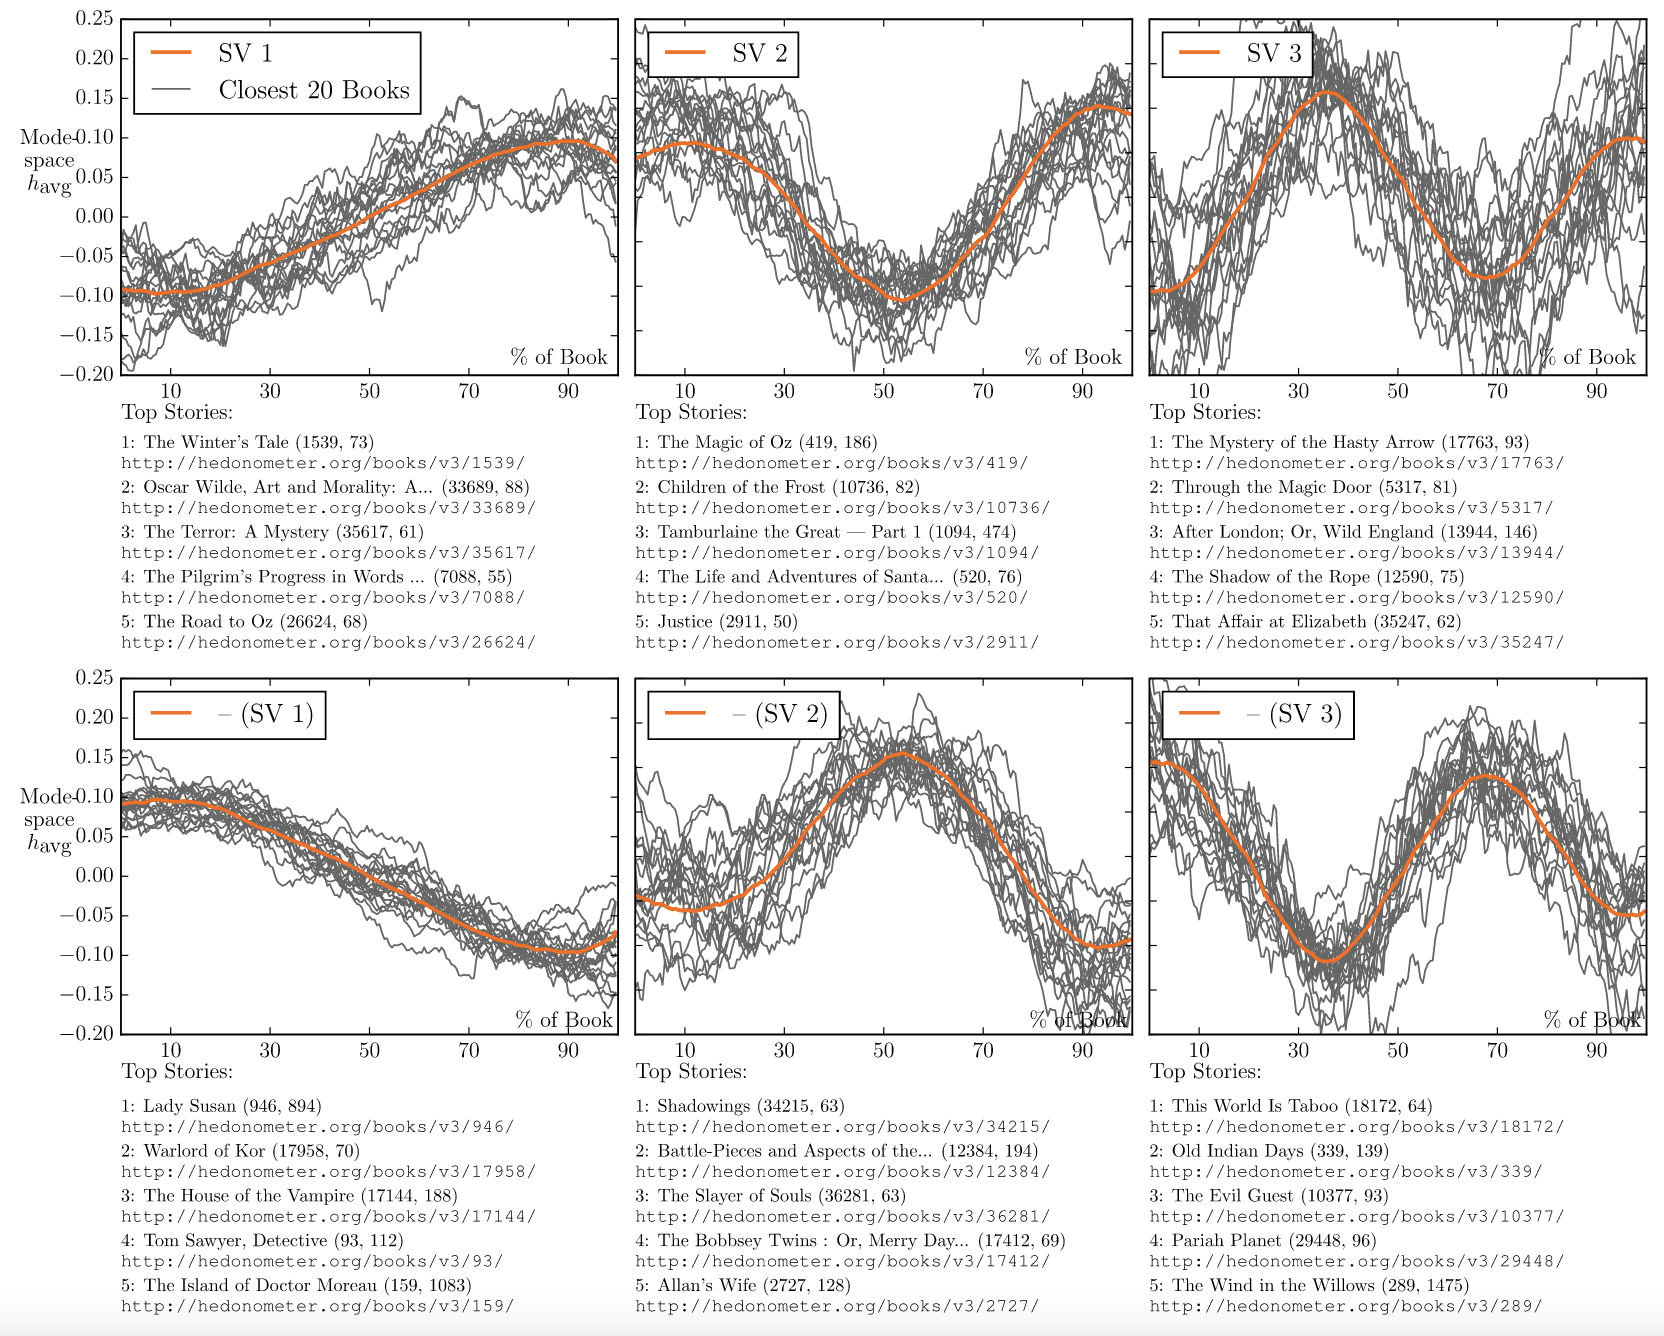 0.25
0.20
0.15
0.10
0.05
0.00
−0.05
−0.10
−0.15
−0.20
Mode-
space
havg
SV 1
Closest 20 Books
% of Book
10 30 50 70 90
SV 2
% of Book
10 30 50 70 90
SV 3
% of Book
10 30 50 70 90
Top Stories:
1: The Winter's Tale (1539, 73)
http://hedonometer.org/books/v3/1539/
2: Oscar Wilde, Art and Morality: A... (33689, 88)
http://hedonometer.org/books/v3/33689/
3: The Terror: A Mystery (35617, 61)
http://hedonometer.org/books/v3/35617/
4: The Pilgrim's Progress in Words ... (7088, 55)
http://hedonometer.org/books/v3/7088/
5: The Road to Oz (26624, 68)
http://hedonometer.org/books/v3/26624/
Top Stories:
1: The Magic of Oz (419, 186)
http://hedonometer.org/books/v3/419/
2: Children of the Frost (10736, 82)
http://hedonometer.org/books/v3/10736/
3: Tamburlaine the Great — Part 1 (1094, 474)
http://hedonometer.org/books/v3/1094/
4: The Life and Adventures of Santa... (520, 76)
http://hedonometer.org/books/v3/520/
5: Justice (2911, 50)
http://hedonometer.org/books/v3/2911/
Top Stories:
1: The Mystery of the Hasty Arrow (17763, 93)
http://hedonometer.org/books/v3/17763/
2: Through the Magic Door (5317, 81)
http://hedonometer.org/books/v3/5317/
3: After London; Or, Wild England (13944, 146)
http://hedonometer.org/books/v3/13944/
4: The Shadow of the Rope (12590, 75)
http://hedonometer.org/books/v3/12590/
5: That Affair at Elizabeth (35247, 62)
http://hedonometer.org/books/v3/35247/
0.25
0.20
0.15
0.10
0.05
0.00
−0.05
−0.10
−0.15
−0.20
Mode-
space
havg
– (SV 1)
% of Book
10 30 50 70 90
– (SV 2)
% of Book
10 30 50 70 90
– (SV 3)
% of Book
10 30 50 70 90
Top Stories:
1: Lady Susan (946, 894)
http://hedonometer.org/books/v3/946/
2: Warlord of Kor (17958, 70)
http://hedonometer.org/books/v3/17958/
3: The House of the Vampire (17144, 188)
http://hedonometer.org/books/v3/17144/
4: Tom Sawyer, Detective (93, 112)
http://hedonometer.org/books/v3/93/
5: The Island of Doctor Moreau (159, 1083)
http://hedonometer.org/books/v3/159/
Top Stories:
1: Shadowings (34215, 63)
http://hedonometer.org/books/v3/34215/
2: Battle-Pieces and Aspects of the... (12384, 194)
http://hedonometer.org/books/v3/12384/
3: The Slayer of Souls (36281, 63)
http://hedonometer.org/books/v3/36281/
4: The Bobbsey Twins : Or, Merry Day... (17412, 69)
http://hedonometer.org/books/v3/17412/
5: Allan's Wife (2727, 128)
http://hedonometer.org/books/v3/2727/
Top Stories:
1: This World Is Taboo (18172, 64)
http://hedonometer.org/books/v3/18172/
2: Old Indian Days (339, 139)
http://hedonometer.org/books/v3/339/
3: The Evil Guest (10377, 93)
http://hedonometer.org/books/v3/10377/
4: Pariah Planet (29448, 96)
http://hedonometer.org/books/v3/29448/
5: The Wind in the Willows (289, 1475)
http://hedonometer.org/books/v3/289/